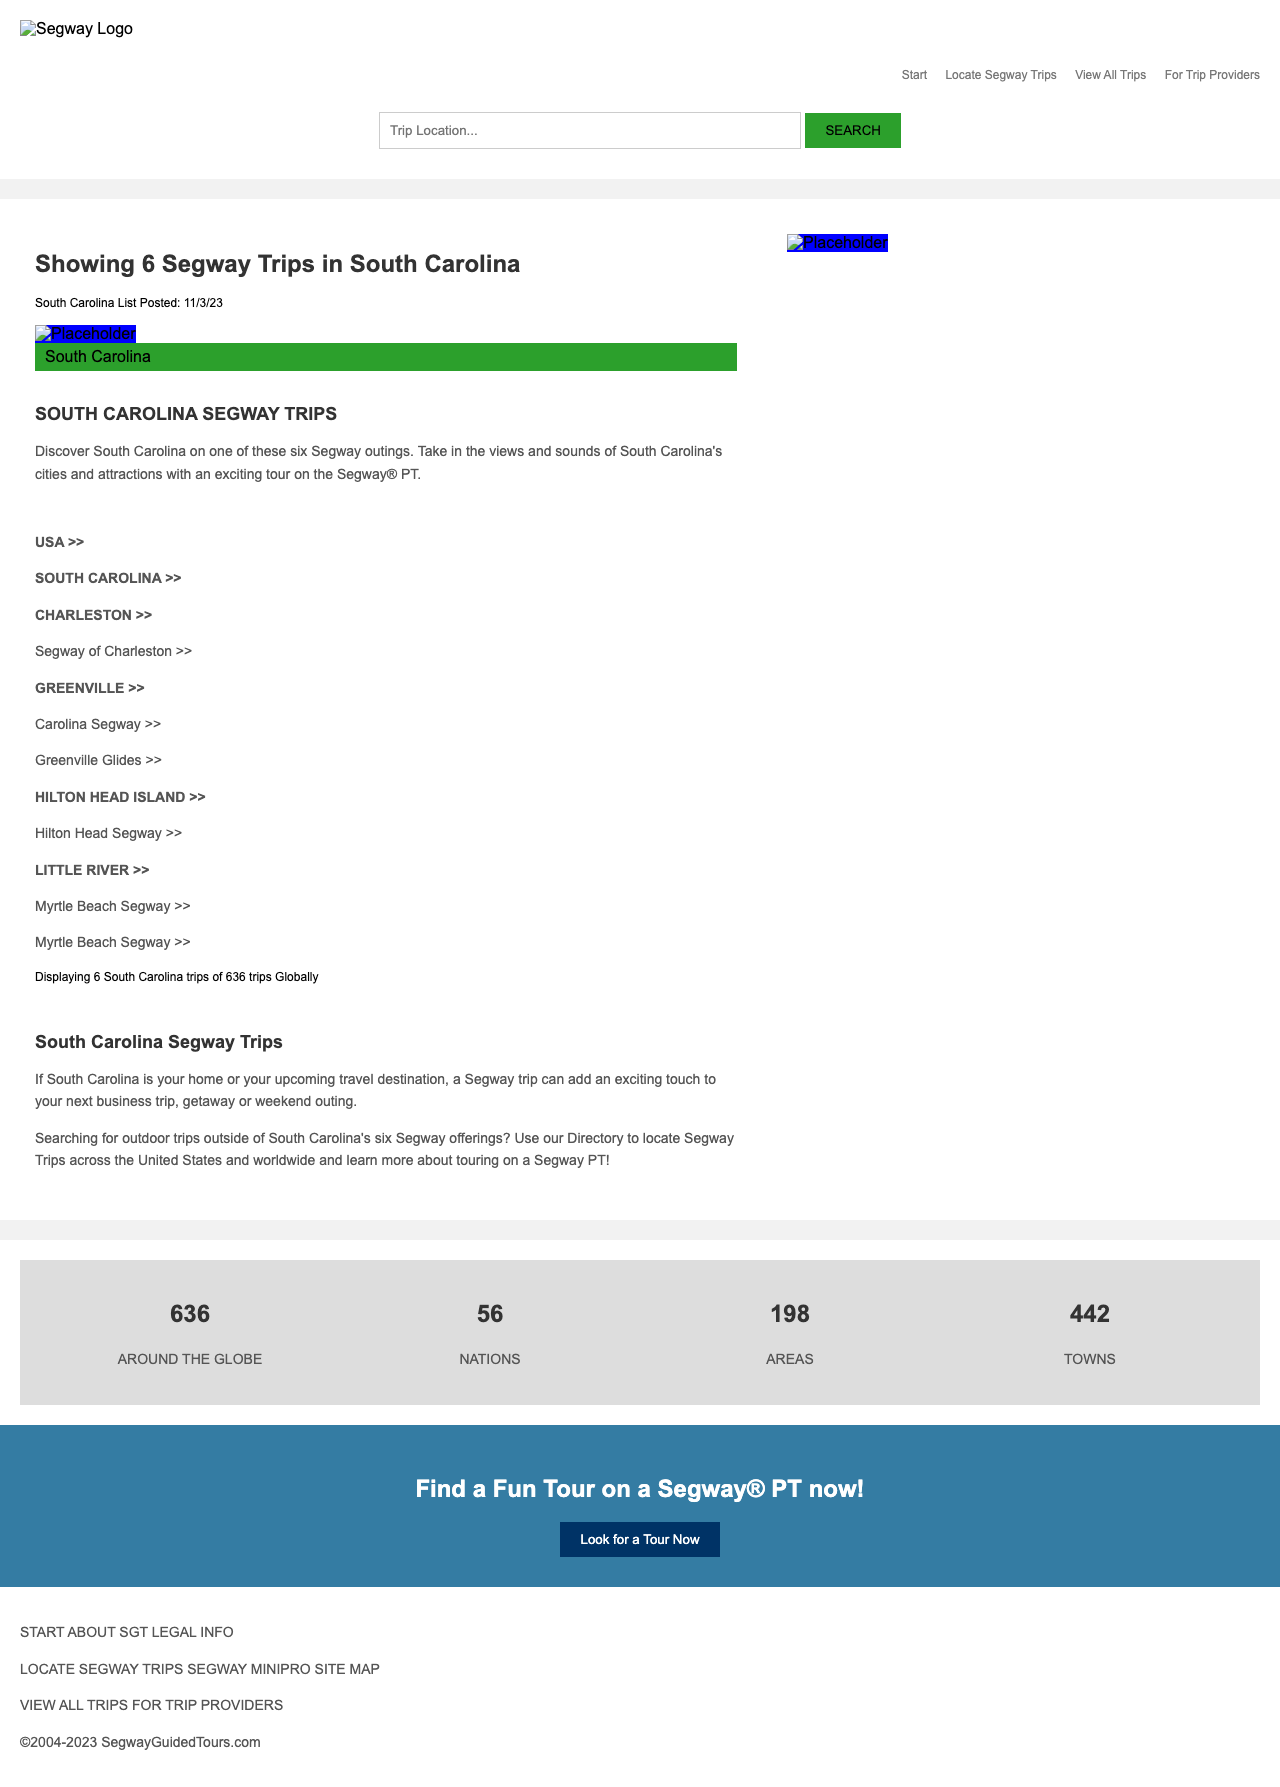 Segway Logo
Start Locate Segway Trips View All Trips For Trip Providers
Trip Location... SEARCH
Showing 6 Segway Trips in South Carolina
South Carolina List Posted: 11/3/23
Placeholder
South Carolina
SOUTH CAROLINA SEGWAY TRIPS
Discover South Carolina on one of these six Segway outings. Take in the views and sounds of South Carolina's
cities and attractions with an exciting tour on the Segway® PT.
USA >>
SOUTH CAROLINA >>
CHARLESTON >>
Segway of Charleston >>
GREENVILLE >>
Carolina Segway >>
Greenville Glides >>
HILTON HEAD ISLAND >>
Hilton Head Segway >>
LITTLE RIVER >>
Myrtle Beach Segway >>
Myrtle Beach Segway >>
Displaying 6 South Carolina trips of 636 trips Globally
South Carolina Segway Trips
If South Carolina is your home or your upcoming travel destination, a Segway trip can add an exciting touch to
your next business trip, getaway or weekend outing.
Searching for outdoor trips outside of South Carolina's six Segway offerings? Use our Directory to locate Segway
Trips across the United States and worldwide and learn more about touring on a Segway PT!
Placeholder
636 56 198 442
AROUND THE GLOBE NATIONS AREAS TOWNS
Find a Fun Tour on a Segway® PT now!
Look for a Tour Now
START ABOUT SGT LEGAL INFO
LOCATE SEGWAY TRIPS SEGWAY MINIPRO SITE MAP
VIEW ALL TRIPS FOR TRIP PROVIDERS
©2004-2023 SegwayGuidedTours.com